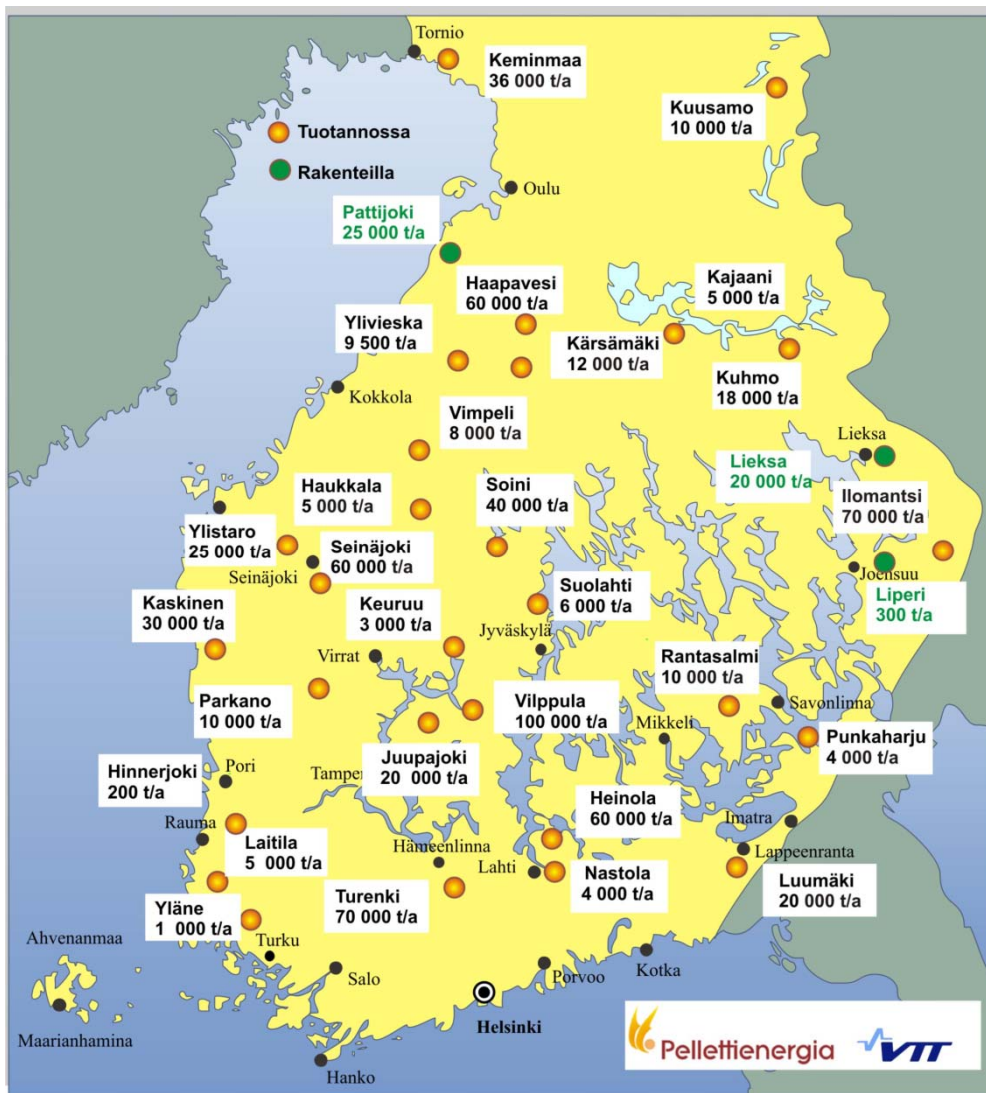 Tornio
Keminmaa
36 000 t/a
Kuusamo
10 000 t/a
Tuotannossa
Rakenteilla
Oulu
Pattijoki
25 000 t/a
Haapavesi
60 000 t/a
Kajaani
5 000 t/a
Ylivieska
9 500 t/a
Kärsämäki
12 000 t/a
Kuhmo
18 000 t/a
Kokkola
Vimpeli
8 000 t/a
Lieksa
Lieksa
20 000 t/a
Haukkala
5 000 t/a
Soini
40 000 t/a
Ilomantsi
70 000 t/a
Ylistaro
25 000 t/a
Seinäjoki
60 000 t/a
Seinäjoki
Joensuu
Suolahti
6 000 t/a
Liperi
300 t/a
Kaskinen
30 000 t/a
Keuruu
3 000 t/a
Jyväskylä
Virrat
Rantasalmi
10 000 t/a
Parkano
10 000 t/a
Vilppula
100 000 t/a
Savonlinna
Mikkeli
Punkaharju
4 000 t/a
Juupajoki
20 000 t/a
Hinnerjoki
200 t/a
Pori
Tamper
Heinola
60 000 t/a
Imatra
Rauma
Laitila
5 000 t/a
Hämeenlinna
Lahti
Lappeenranta
Nastola
4 000 t/a
Luumäki
20 000 t/a
Turenki
70 000 t/a
Yläne
1 000 t/a
Turku
Ahvenanmaa
Salo
Porvoo
Kotka
Maarianhamina
Helsinki
Hanko
Pellettienergia
VTT